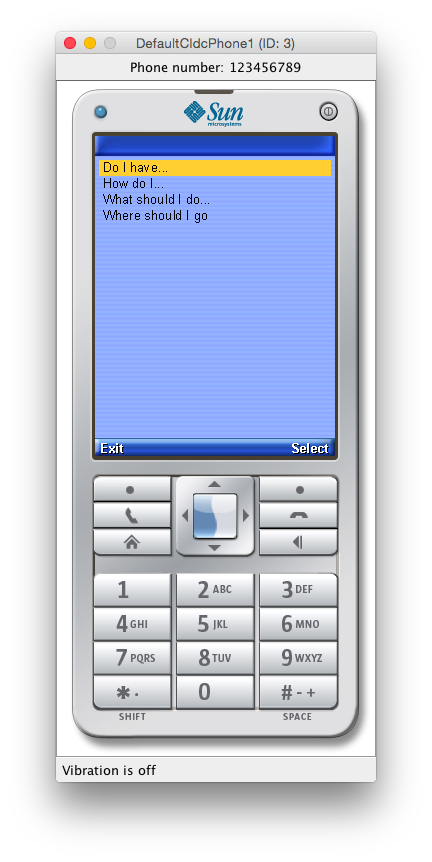 DefaultCldcPhone1 (ID: 3)
Phone number: 123456789
Sun
microsystems
Do I have...
How do I...
What should I do...
Where should I go
Exit Select
1 2 ABC 3 DEF
4 GHI 5 JKL 6 MNO
7 PQRS 8 TUV 9 WXYZ
* . 0 # - +
SHIFT SPACE
Vibration is off